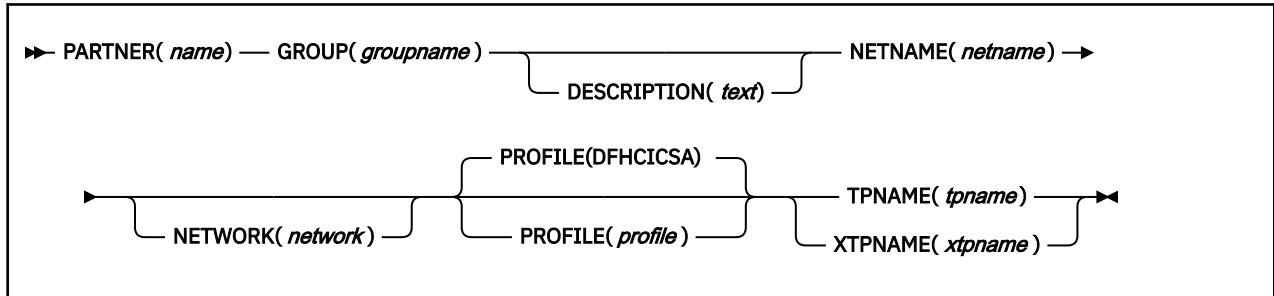 PARTNER( name) GROUP( groupname ) NETNAME( netname )
DESCRIPTION( text)
PROFILE(DFHCICSA)
TPNAME( tpname )
NETWORK( network ) PROFILE( profile )
XTPNAME( xtpname )